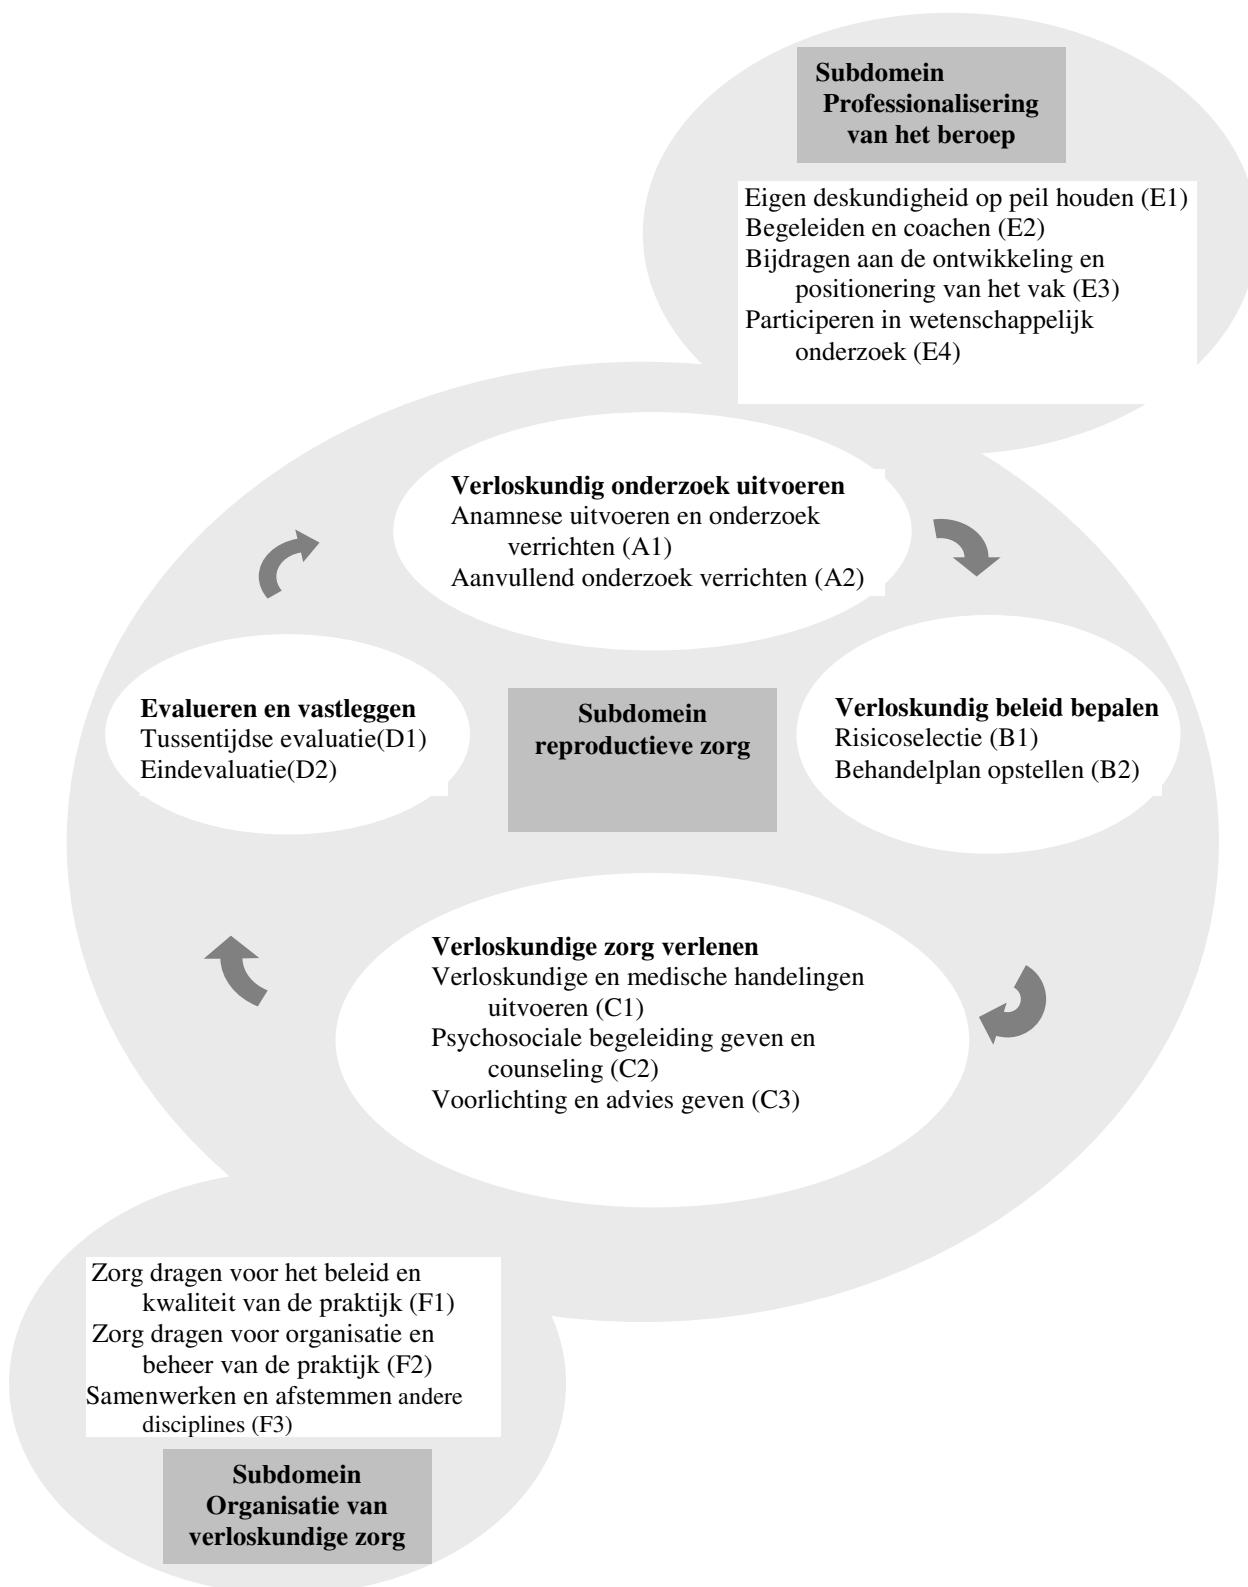 Subdomein
Professionalisering
van het beroep
Eigen deskundigheid op peil houden (E1)
Begeleiden en coachen (E2)
Bijdragen aan de ontwikkeling en
positionering van het vak (E3)
Participeren in wetenschappelijk
onderzoek (E4)
Verloskundig onderzoek uitvoeren
Anamnese uitvoeren en onderzoek
verrichten (A1)
Aanvullend onderzoek verrichten (A2)
Evalueren en vastleggen
Tussentijdse evaluatie(D1)
Eindevaluatie(D2)
Subdomein
reproductieve zorg
Verloskundig beleid bepalen
Risicoselectie (B1)
Behandelplan opstellen (B2)
Verloskundige zorg verlenen
Verloskundige en medische handelingen
uitvoeren (C1)
Psychosociale begeleiding geven en
counseling (C2)
Voorlichting en advies geven (C3)
Zorg dragen voor het beleid en
kwaliteit van de praktijk (F1)
Zorg dragen voor organisatie en
beheer van de praktijk (F2)
Samenwerken en afstemmen andere
disciplines (F3)
Subdomein
Organisatie van
verloskundige zorg